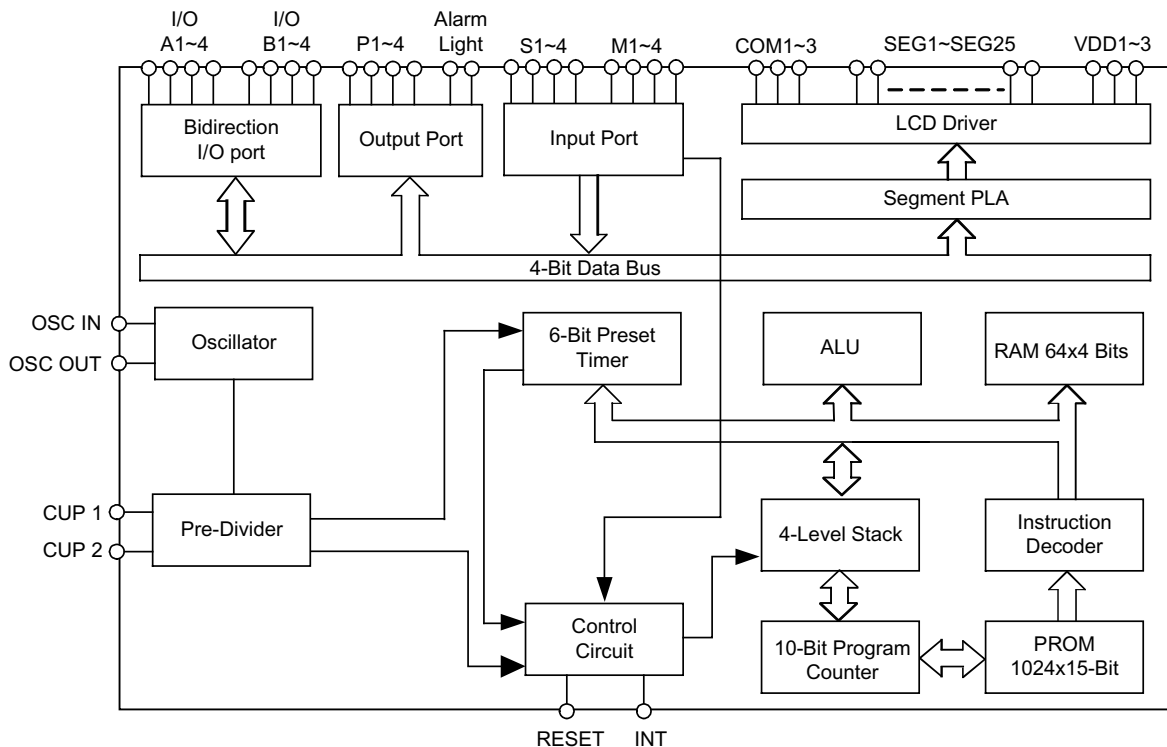 I/O
A1~4
I/O
B1~4
P1~4
Alarm
Light
S1~4
M1~4
COM1~3
SEG1~SEG25
VDD1~3
Bidirection
I/O port
Output Port
Input Port
LCD Driver
Segment PLA
4-Bit Data Bus
OSC IN
OSC OUT
Oscillator
6-Bit Preset
Timer
ALU
RAM 64x4 Bits
CUP 1
CUP 2
Pre-Divider
4-Level Stack
Instruction
Decoder
Control
Circuit
10-Bit Program
Counter
PROM
1024x15-Bit
RESET
INT